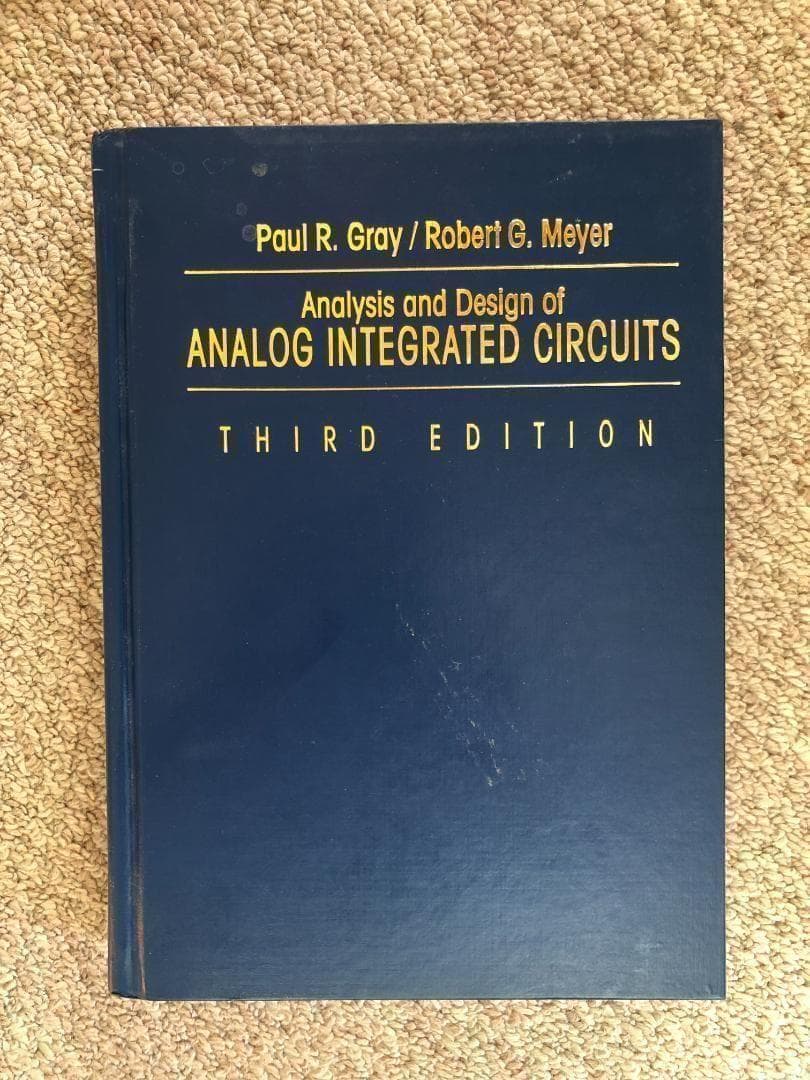 Paul R. Gray / Robert G. Meyer
Analysis and Design of
ANALOG INTEGRATED CIRCUITS
THIRD EDITION